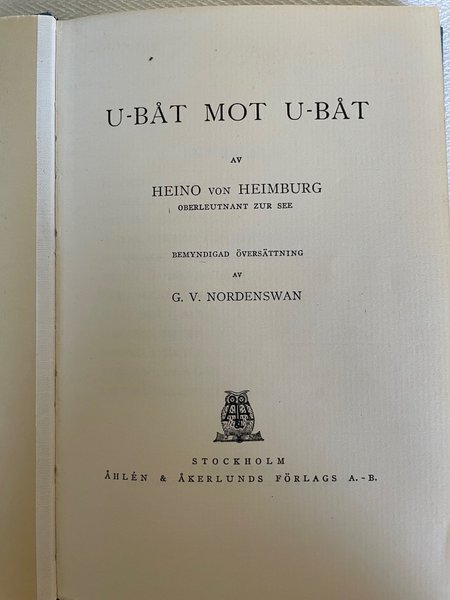 U-BÅT MOT U-BÅT
AV
HEINO VON HEIMBURG
OBERLEUTNANT ZUR SEE
BEMYNDIGAD ÖVERSÄTTNING
AV
G. V. NORDENSWAN
STOCKHOLM
ÅHLÉN & ÅKERLUNDS FÖRLAGS A.-B.